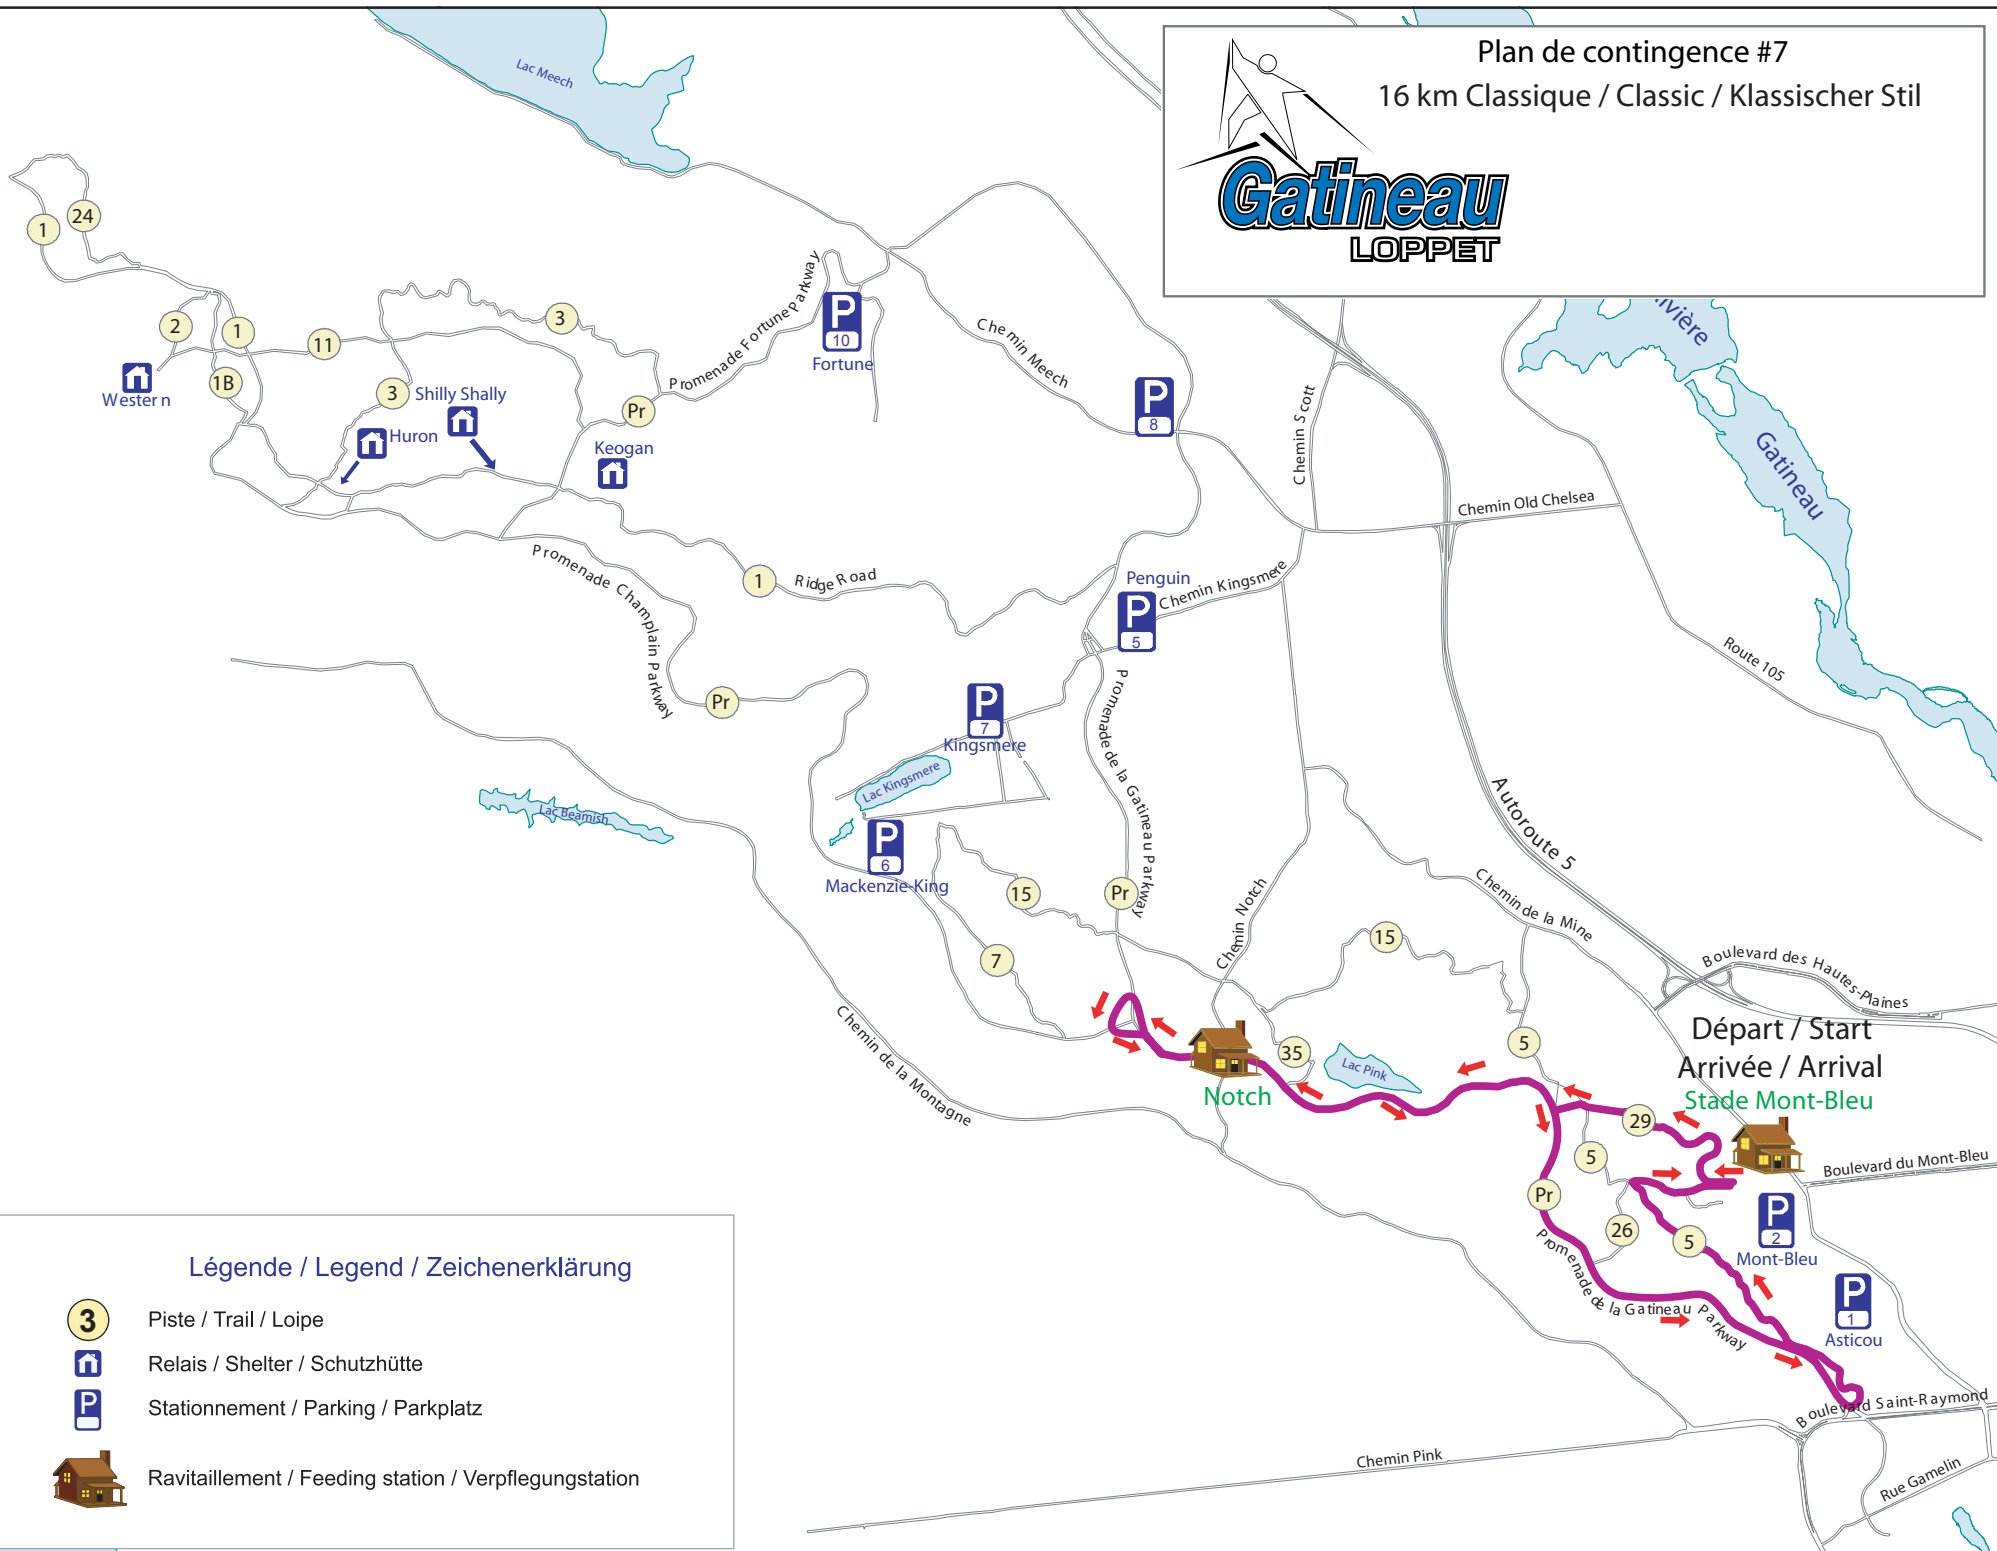 Plan de contingence #7
16 km Classique / Classic / Klassischer Stil
Gatineau
LOPPET
Lac Meech
1
24
2
1
11
3
1B
3
Western
Shilly Shally
Huron
Pr
Keogan
Promenade Fortune Parkway
P
10
Fortune
Chemin Meech
P
8
Chemin Scott
Chemin Old Chelsea
Gatineau
Route 105
Promenade Champlain Parkway
1
Ridge Road
Penguin
P
5
Chemin Kingsmere
Pr
P
7
Kingsmere
Lac Kingsmere
P
6
Mackenzie-King
Lac Beamish
Promenade de la Gatineau Parkway
Autoroute 5
15
Pr
7
Chemin Notch
15
Chemin de la Mine
Boulevard des Hautes-Plaines
Chemin de la Montagne
35
Lac Pink
5
Notch
Départ / Start
Arrivée / Arrival
Stade Mont-Bleu
29
5
Boulevard du Mont-Bleu
Pr
26
5
P
2
Mont-Bleu
P
1
Asticou
Promenade de la Gatineau Parkway
Boulevard Saint-Raymond
Chemin Pink
Rue Gamelin
Légende / Legend / Zeichenerklärung
3
Piste / Trail / Loipe
Relais / Shelter / Schutzhütte
P
Stationnement / Parking / Parkplatz
Ravitaillement / Feeding station / Verpflegungstation